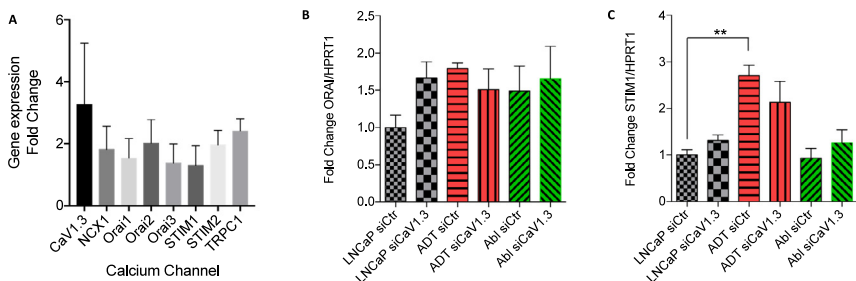 A
Gene expression
Fold Change
6
4
2
0
CaV1.3
NCX1
Orai1
Orai2
Orai3
STIM1
STIM2
TRPC1
Calcium Channel
B
Fold Change ORAI/HPRT1
2.5
2.0
1.5
1.0
0.5
0.0
LNCaP siCtr
LNCaP siCaV1.3
ADT siCtr
ADT siCaV1.3
Abl siCtr
Abl siCaV1.3
C
Fold Change STIM1/HPRT1
4
3
2
1
0
**
LNCaP siCtr
LNCaP siCaV1.3
ADT siCtr
ADT siCaV1.3
Abl siCtr
Abl siCaV1.3